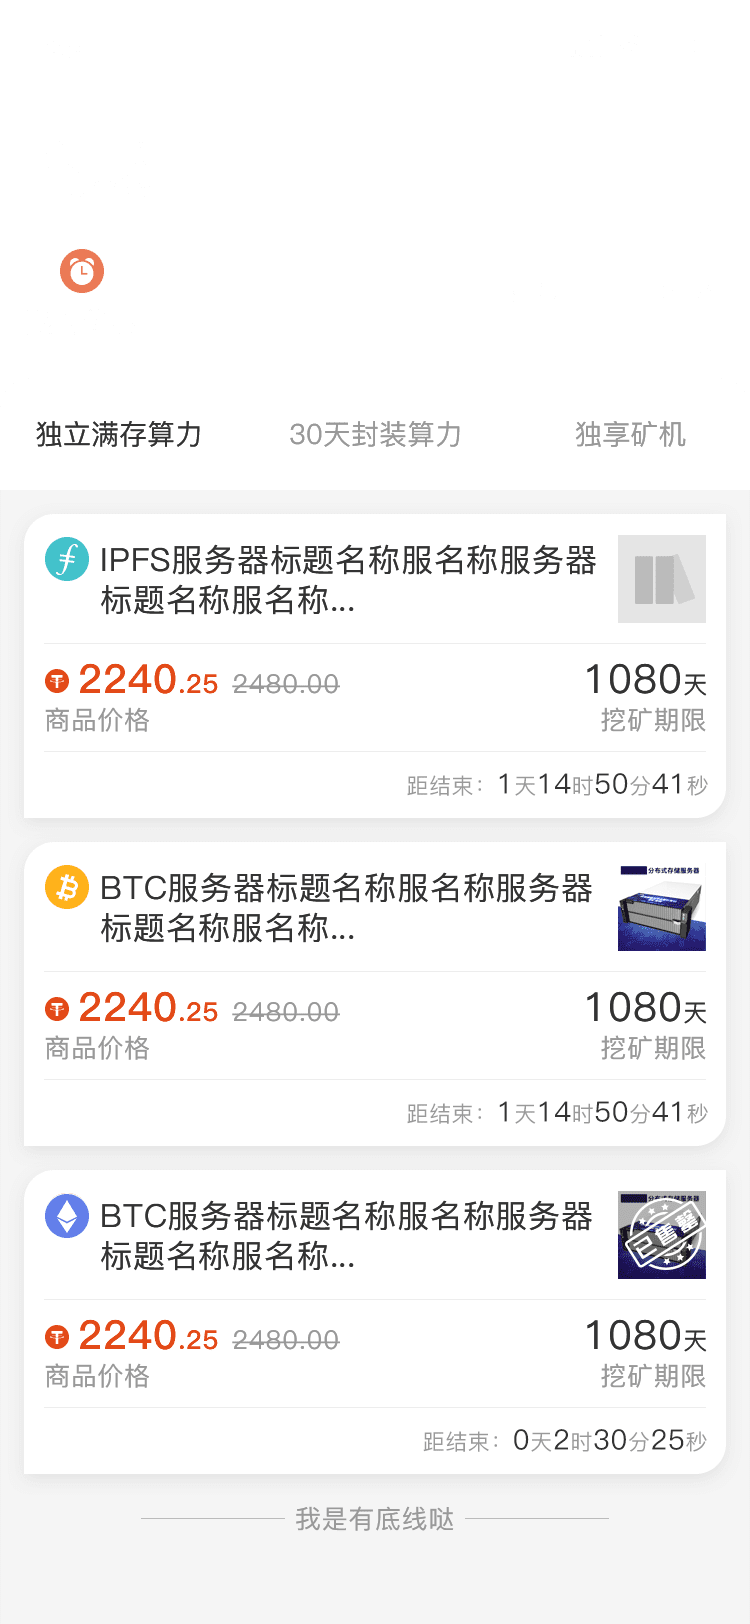 独立满存算力 30天封装算力 独享矿机
IPFS服务器标题名称服名称服务器
标题名称服名称...
2240.25 2480.00 1080天
商品价格 挖矿期限
距结束：1天14时50分41秒
BTC服务器标题名称服名称服务器
标题名称服名称...
分布式存储服务器
2240.25 2480.00 1080天
商品价格 挖矿期限
距结束：1天14时50分41秒
BTC服务器标题名称服名称服务器
标题名称服名称...
分布式存储服务器
已售罄
2240.25 2480.00 1080天
商品价格 挖矿期限
距结束：0天2时30分25秒
我是有底线哒